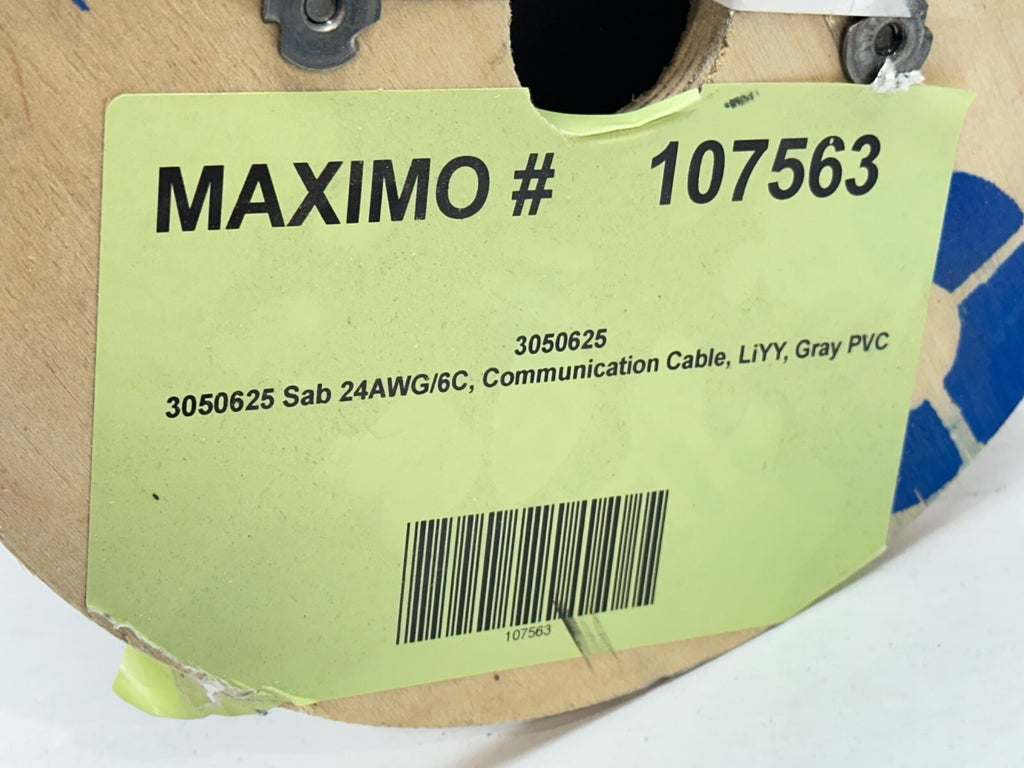 MAXIMO # 107563
3050625
3050625 Sab 24AWG/6C, Communication Cable, LiYY, Gray PVC
107563